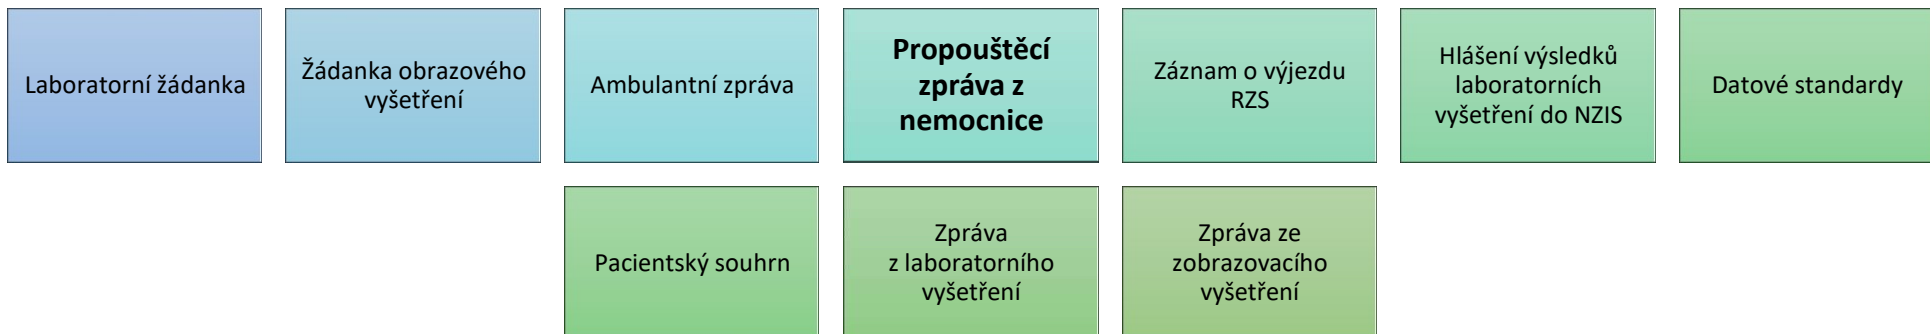 Laboratorní žádanka
Žádanka obrazového
vyšetření
Ambulantní zpráva
Propouštěcí
zpráva z
nemocnice
Záznam o výjezdu
RZS
Hlášení výsledků
laboratorních
vyšetření do NZIS
Datové standardy
Pacientský souhrn
Zpráva
z laboratorního
vyšetření
Zpráva ze
zobrazovacího
vyšetření